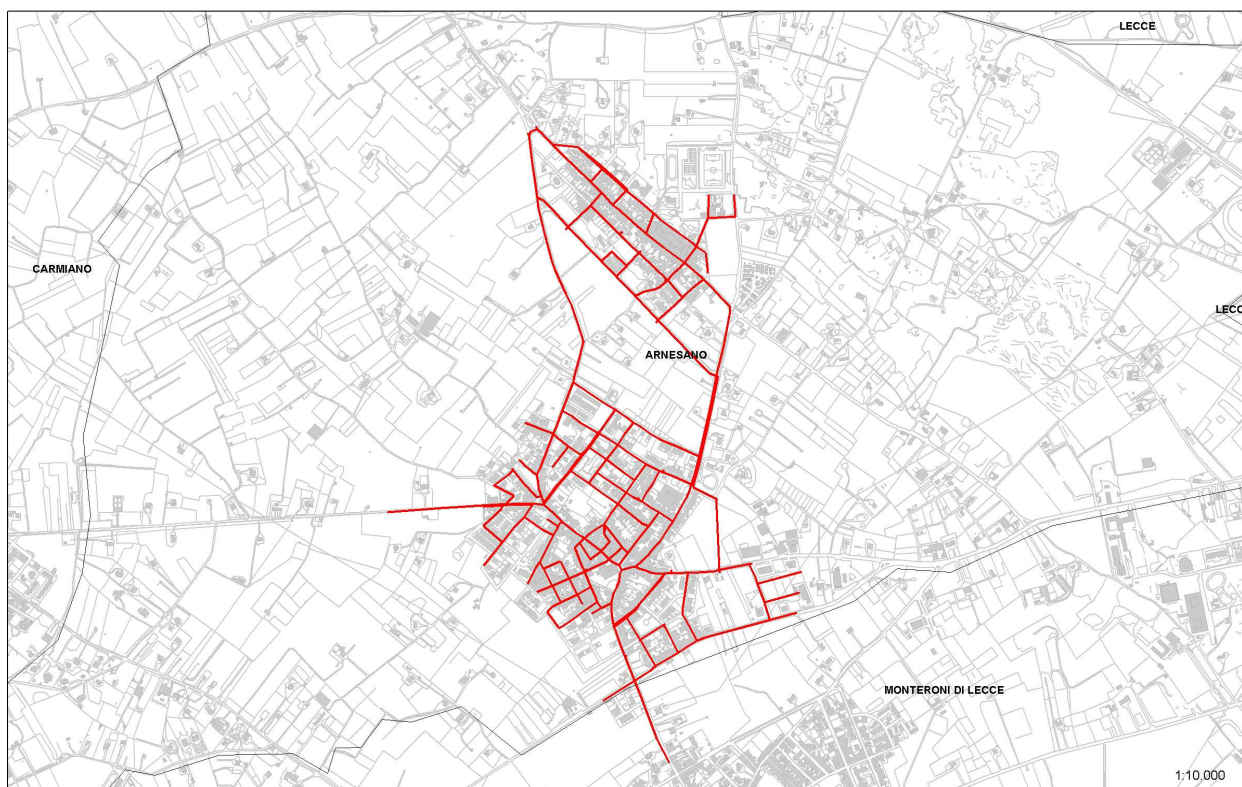 LECCE
CARMIANO
LECC
ARNESANO
MONTERONI DI LECCE
1:10.000